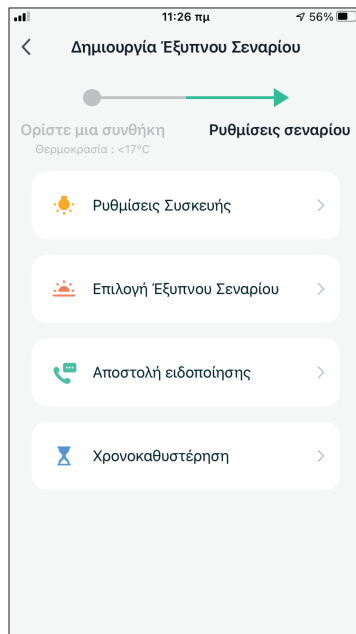 11:26 πμ
56%
Δημιουργία Έξυπνου Σεναρίου
Ορίστε μια συνθήκη
Ρυθμίσεις σεναρίου
Θερμοκρασία : <17°C
Ρυθμίσεις Συσκευής
Επιλογή Έξυπνου Σεναρίου
Αποστολή ειδοποίησης
Χρονοκαθυστέρηση